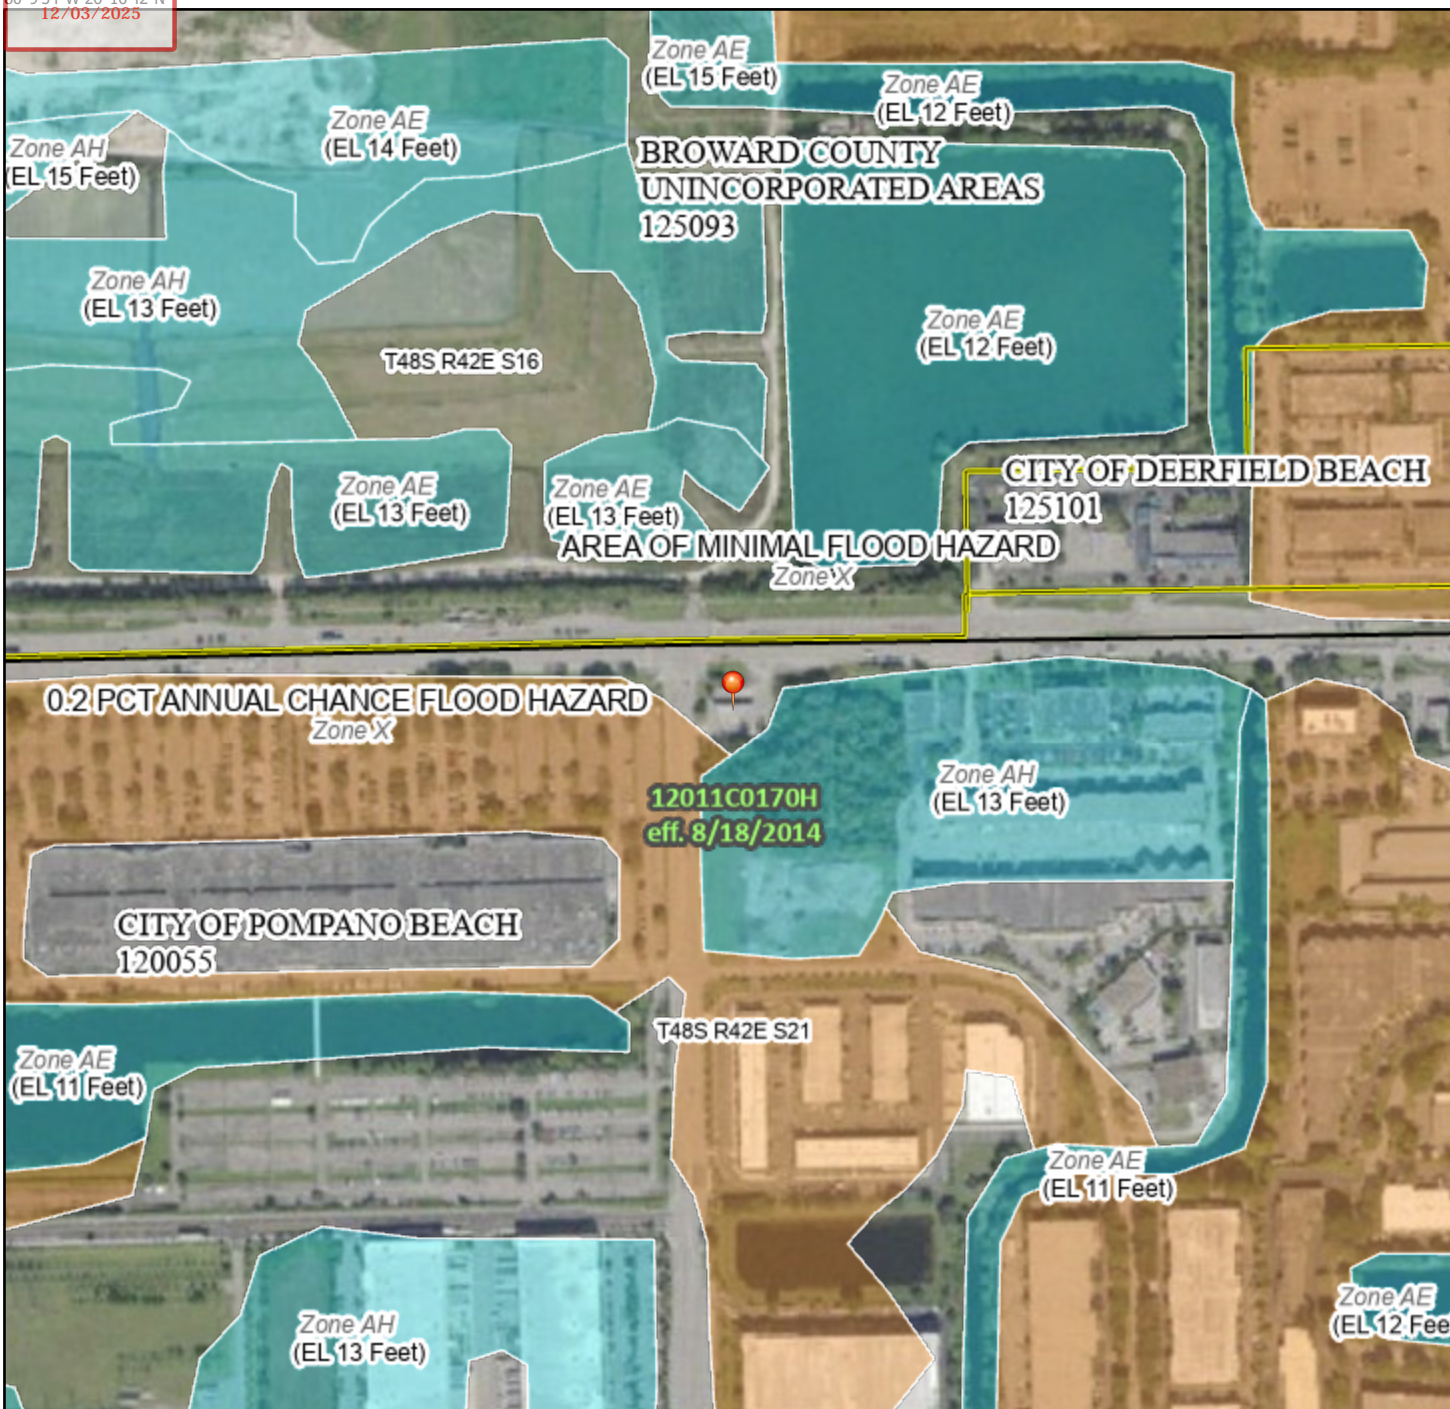 12/03/2025
Zone AE
(EL 15 Feet)
Zone AE
(EL 12 Feet)
Zone AE
(EL 14 Feet)
Zone AH
(EL 15 Feet)
BROWARD COUNTY
UNINCORPORATED AREAS
125093
Zone AH
(EL 13 Feet)
Zone AE
(EL 12 Feet)
T48S R42E S16
CITY OF DEERFIELD BEACH
125101
Zone AE
(EL 13 Feet)
Zone AE
(EL 13 Feet)
AREA OF MINIMAL FLOOD HAZARD
Zone X
0.2 PCT ANNUAL CHANCE FLOOD HAZARD
Zone X
Zone AH
(EL 13 Feet)
12011C0170H
eff. 8/18/2014
CITY OF POMPANO BEACH
120055
T48S R42E S21
Zone AE
(EL 11 Feet)
Zone AE
(EL 11 Feet)
Zone AE
(EL 12 Fee
Zone AH
(EL 13 Feet)